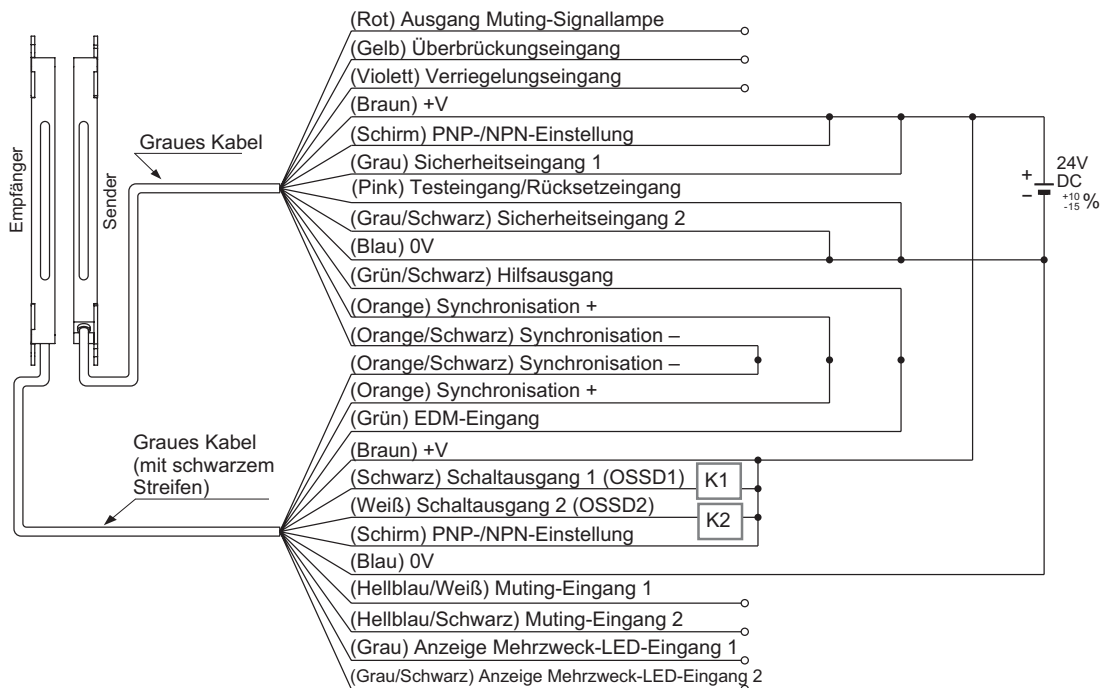 (Rot) Ausgang Muting-Signallampe
(Gelb) Überbrückungseingang
(Violett) Verriegelungseingang
(Braun) +V
(Schirm) PNP-/NPN-Einstellung
(Grau) Sicherheitseingang 1
(Pink) Testeingang/Rücksetzeingang
(Grau/Schwarz) Sicherheitseingang 2
(Blau) 0V
(Grün/Schwarz) Hilfsausgang
(Orange) Synchronisation +
(Orange/Schwarz) Synchronisation –
(Orange/Schwarz) Synchronisation –
(Orange) Synchronisation +
(Grün) EDM-Eingang
(Braun) +V
(Schwarz) Schaltausgang 1 (OSSD1)
K1
(Weiß) Schaltausgang 2 (OSSD2)
K2
(Schirm) PNP-/NPN-Einstellung
(Blau) 0V
(Hellblau/Weiß) Muting-Eingang 1
(Hellblau/Schwarz) Muting-Eingang 2
(Grau) Anzeige Mehrzweck-LED-Eingang 1
(Grau/Schwarz) Anzeige Mehrzweck-LED-Eingang 2
Empfänger
Sender
Graues Kabel
Graues Kabel
(mit schwarzem
Streifen)
24V
DC
+10
-15 %
+
–